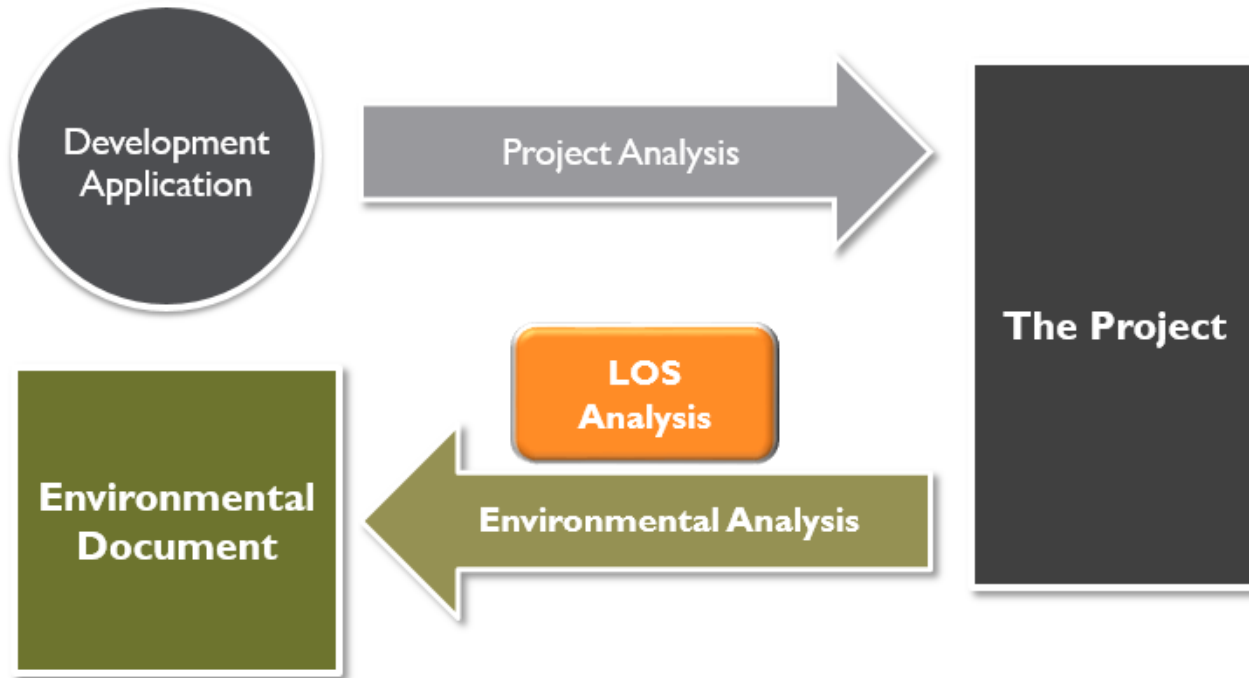 Development
Application
Project Analysis
The Project
LOS
Analysis
Environmental Analysis
Environmental
Document